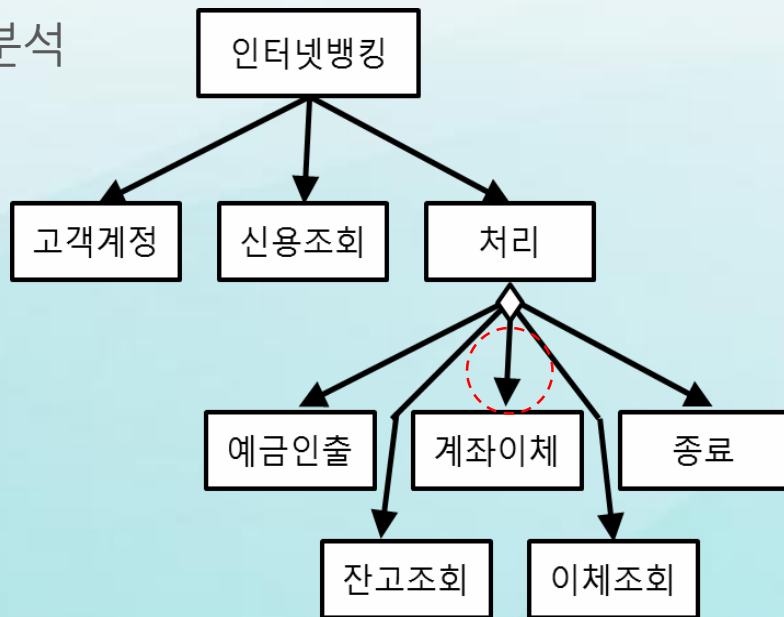 분석
인터넷뱅킹
고객계정
신용조회
처리
예금인출
계좌이체
종료
잔고조회
이체조회